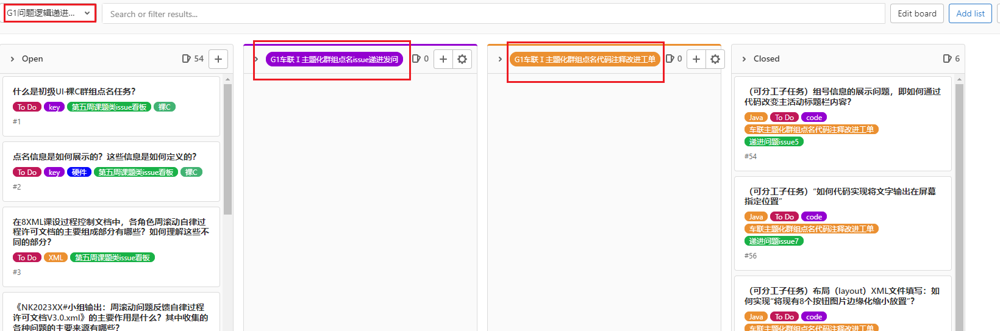 G1问题逻辑递进...
Search or filter results...
Edit board
Add list
Open
54
什么是初级UI·裸C群组点名任务？
To Do key 第五周课题类issue看板 裸C
#1
点名信息是如何展示的？这些信息是如何定义的？
To Do key 硬件 第五周课题类issue看板 裸C
#2
在8XML课设过程控制文档中，各角色周滚动自律过
程许可文档的主要组成部分有哪些？如何理解这些不
同的部分？
To Do XML 第五周课题类issue看板
#3
《NK2023XX#小组输出：周滚动问题反馈自律过程
许可文档V3.0.xml》的主要作用是什么？其中收集的
各种问题的主要来源有哪些？
G1车联 I 主题化群组点名issue递进发问
0
G1车联 I 主题化群组点名代码注释改进工单
0
Closed
6
（可分工子任务）组号信息的展示问题，即如何通过
代码改变主活动标题栏内容？
Java To Do code
车联主题化群组点名代码注释改进工单
递进问题issue5
#54
（可分工子任务）“如何代码实现将文字输出在屏幕
指定位置”
Java To Do code
车联主题化群组点名代码注释改进工单
递进问题issue7
#56
（可分工子任务）布局（layout）XML文件填写：如
何实现“将现有8个按钮图片边缘化缩小放置”？
Java To Do code
车联主题化群组点名代码注释改进工单